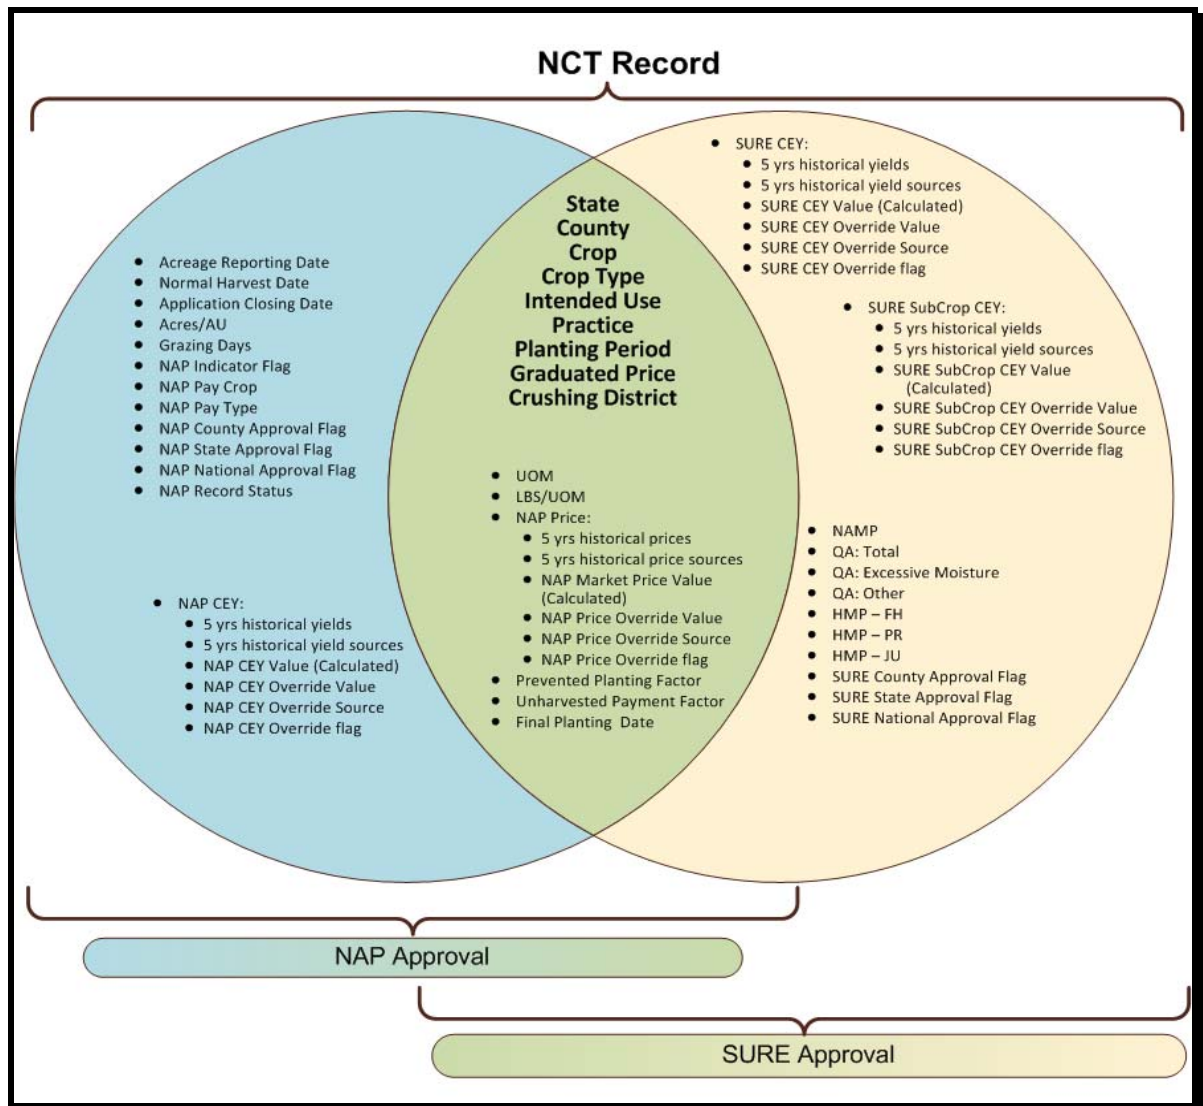 NCT Record
Acreage Reporting Date
Normal Harvest Date
Application Closing Date
Acres/AU
Grazing Days
NAP Indicator Flag
NAP Pay Crop
NAP Pay Type
NAP County Approval Flag
NAP State Approval Flag
NAP National Approval Flag
NAP Record Status
NAP CEY:
5 yrs historical yields
5 yrs historical yield sources
NAP CEY Value (Calculated)
NAP CEY Override Value
NAP CEY Override Source
NAP CEY Override flag
State
County
Crop
Crop Type
Intended Use
Practice
Planting Period
Graduated Price
Crushing District
UOM
LBS/UOM
NAP Price:
5 yrs historical prices
5 yrs historical price sources
NAP Market Price Value
(Calculated)
NAP Price Override Value
NAP Price Override Source
NAP Price Override flag
Prevented Planting Factor
Unharvested Payment Factor
Final Planting Date
SURE CEY:
5 yrs historical yields
5 yrs historical yield sources
SURE CEY Value (Calculated)
SURE CEY Override Value
SURE CEY Override Source
SURE CEY Override flag
SURE SubCrop CEY:
5 yrs historical yields
5 yrs historical yield sources
SURE SubCrop CEY Value
(Calculated)
SURE SubCrop CEY Override Value
SURE SubCrop CEY Override Source
SURE SubCrop CEY Override flag
NAMP
QA: Total
QA: Excessive Moisture
QA: Other
HMP – FH
HMP – PR
HMP – JU
SURE County Approval Flag
SURE State Approval Flag
SURE National Approval Flag
NAP Approval
SURE Approval